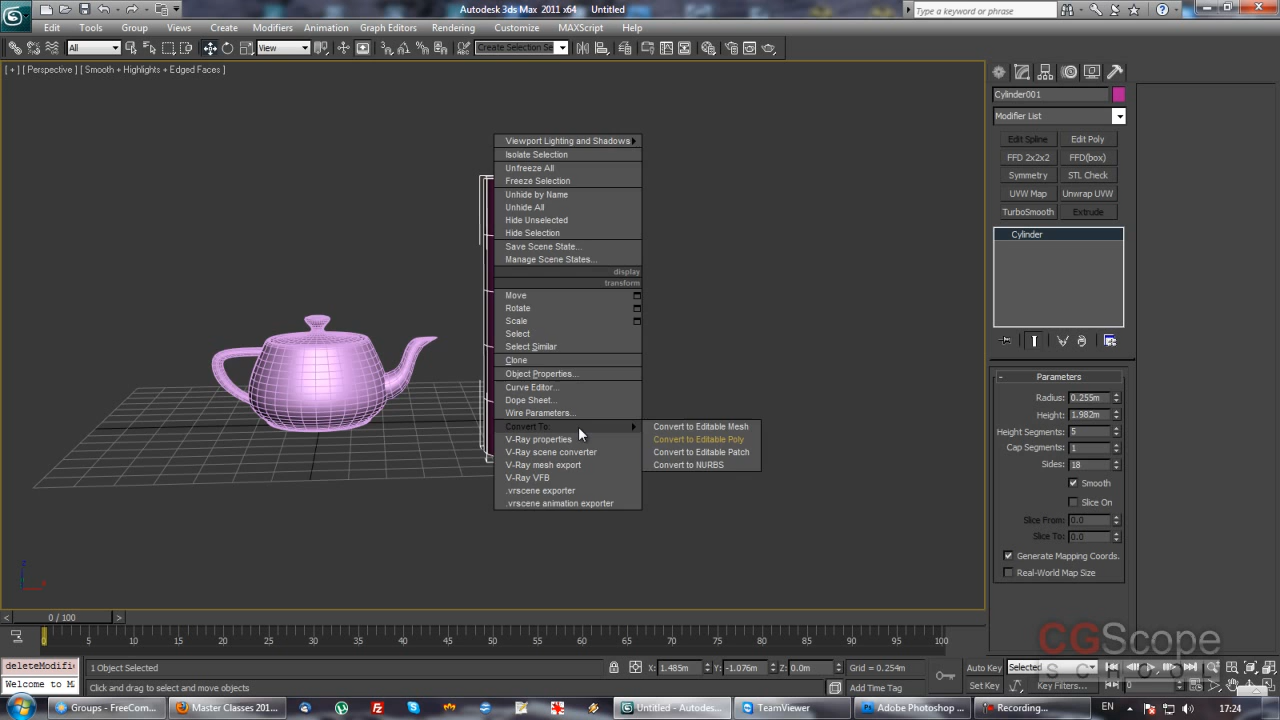 Autodesk 3ds Max 2011 x64 Untitled
Type a keyword or phrase
Edit Tools Group Views Create Modifiers Animation Graph Editors Rendering Customize MAXScript Help
All View Create Selection Se
[ + ] [ Perspective ] [ Smooth + Highlights + Edged Faces ]
Cylinder001
Modifier List
Edit Spline Edit Poly
FFD 2x2x2 FFD(box)
Symmetry STL Check
UVW Map Unwrap UVW
TurboSmooth Extrude
Cylinder
Viewport Lighting and Shadows
Isolate Selection
Unfreeze All
Freeze Selection
Unhide by Name
Unhide All
Hide Unselected
Hide Selection
Save Scene State...
Manage Scene States...
display
transform
Move
Rotate
Scale
Select
Select Similar
Clone
Object Properties...
Curve Editor...
Dope Sheet...
Wire Parameters...
Convert To:
V-Ray properties
V-Ray scene converter
V-Ray mesh export
V-Ray VFB
.vrscene exporter
.vrscene animation exporter
Convert to Editable Mesh
Convert to Editable Poly
Convert to Editable Patch
Convert to NURBS
- Parameters
Radius: 0.255m
Height: 1.982m
Height Segments: 5
Cap Segments: 1
Sides: 18
Smooth
Slice On
Slice From: 0.0
Slice To: 0.0
Generate Mapping Coords.
Real-World Map Size
z
x
< 0 / 100 >
0 5 10 15 20 25 30 35 40 45 50 55 60 65 70 75 80 85 90 95 100
CGScope
SCHOOL
deleteModifi 1 Object Selected X: 1.485m Y: -1.076m Z: 0.0m Grid = 0.254m Auto Key Selected
Welcome to M Click and drag to select and move objects Add Time Tag Set Key Key Filters... 0
Groups - FreeCom... Master Classes 201... Untitled - Autodes... TeamViewer Adobe Photoshop ... Recording... EN 17:24